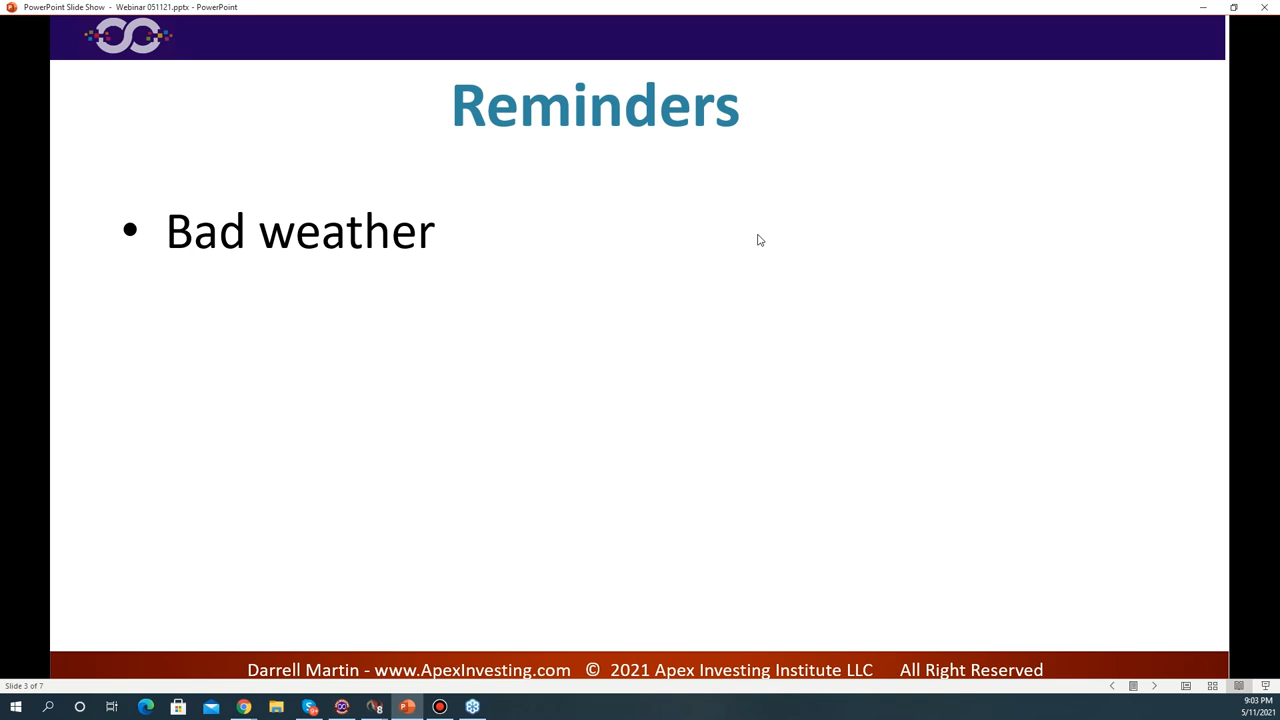 PowerPoint Slide Show - Webinar 051121.pptx - PowerPoint
Reminders
• Bad weather
Darrell Martin - www.ApexInvesting.com © 2021 Apex Investing Institute LLC All Right Reserved
Slide 3 of 7
9:03 PM
5/11/2021